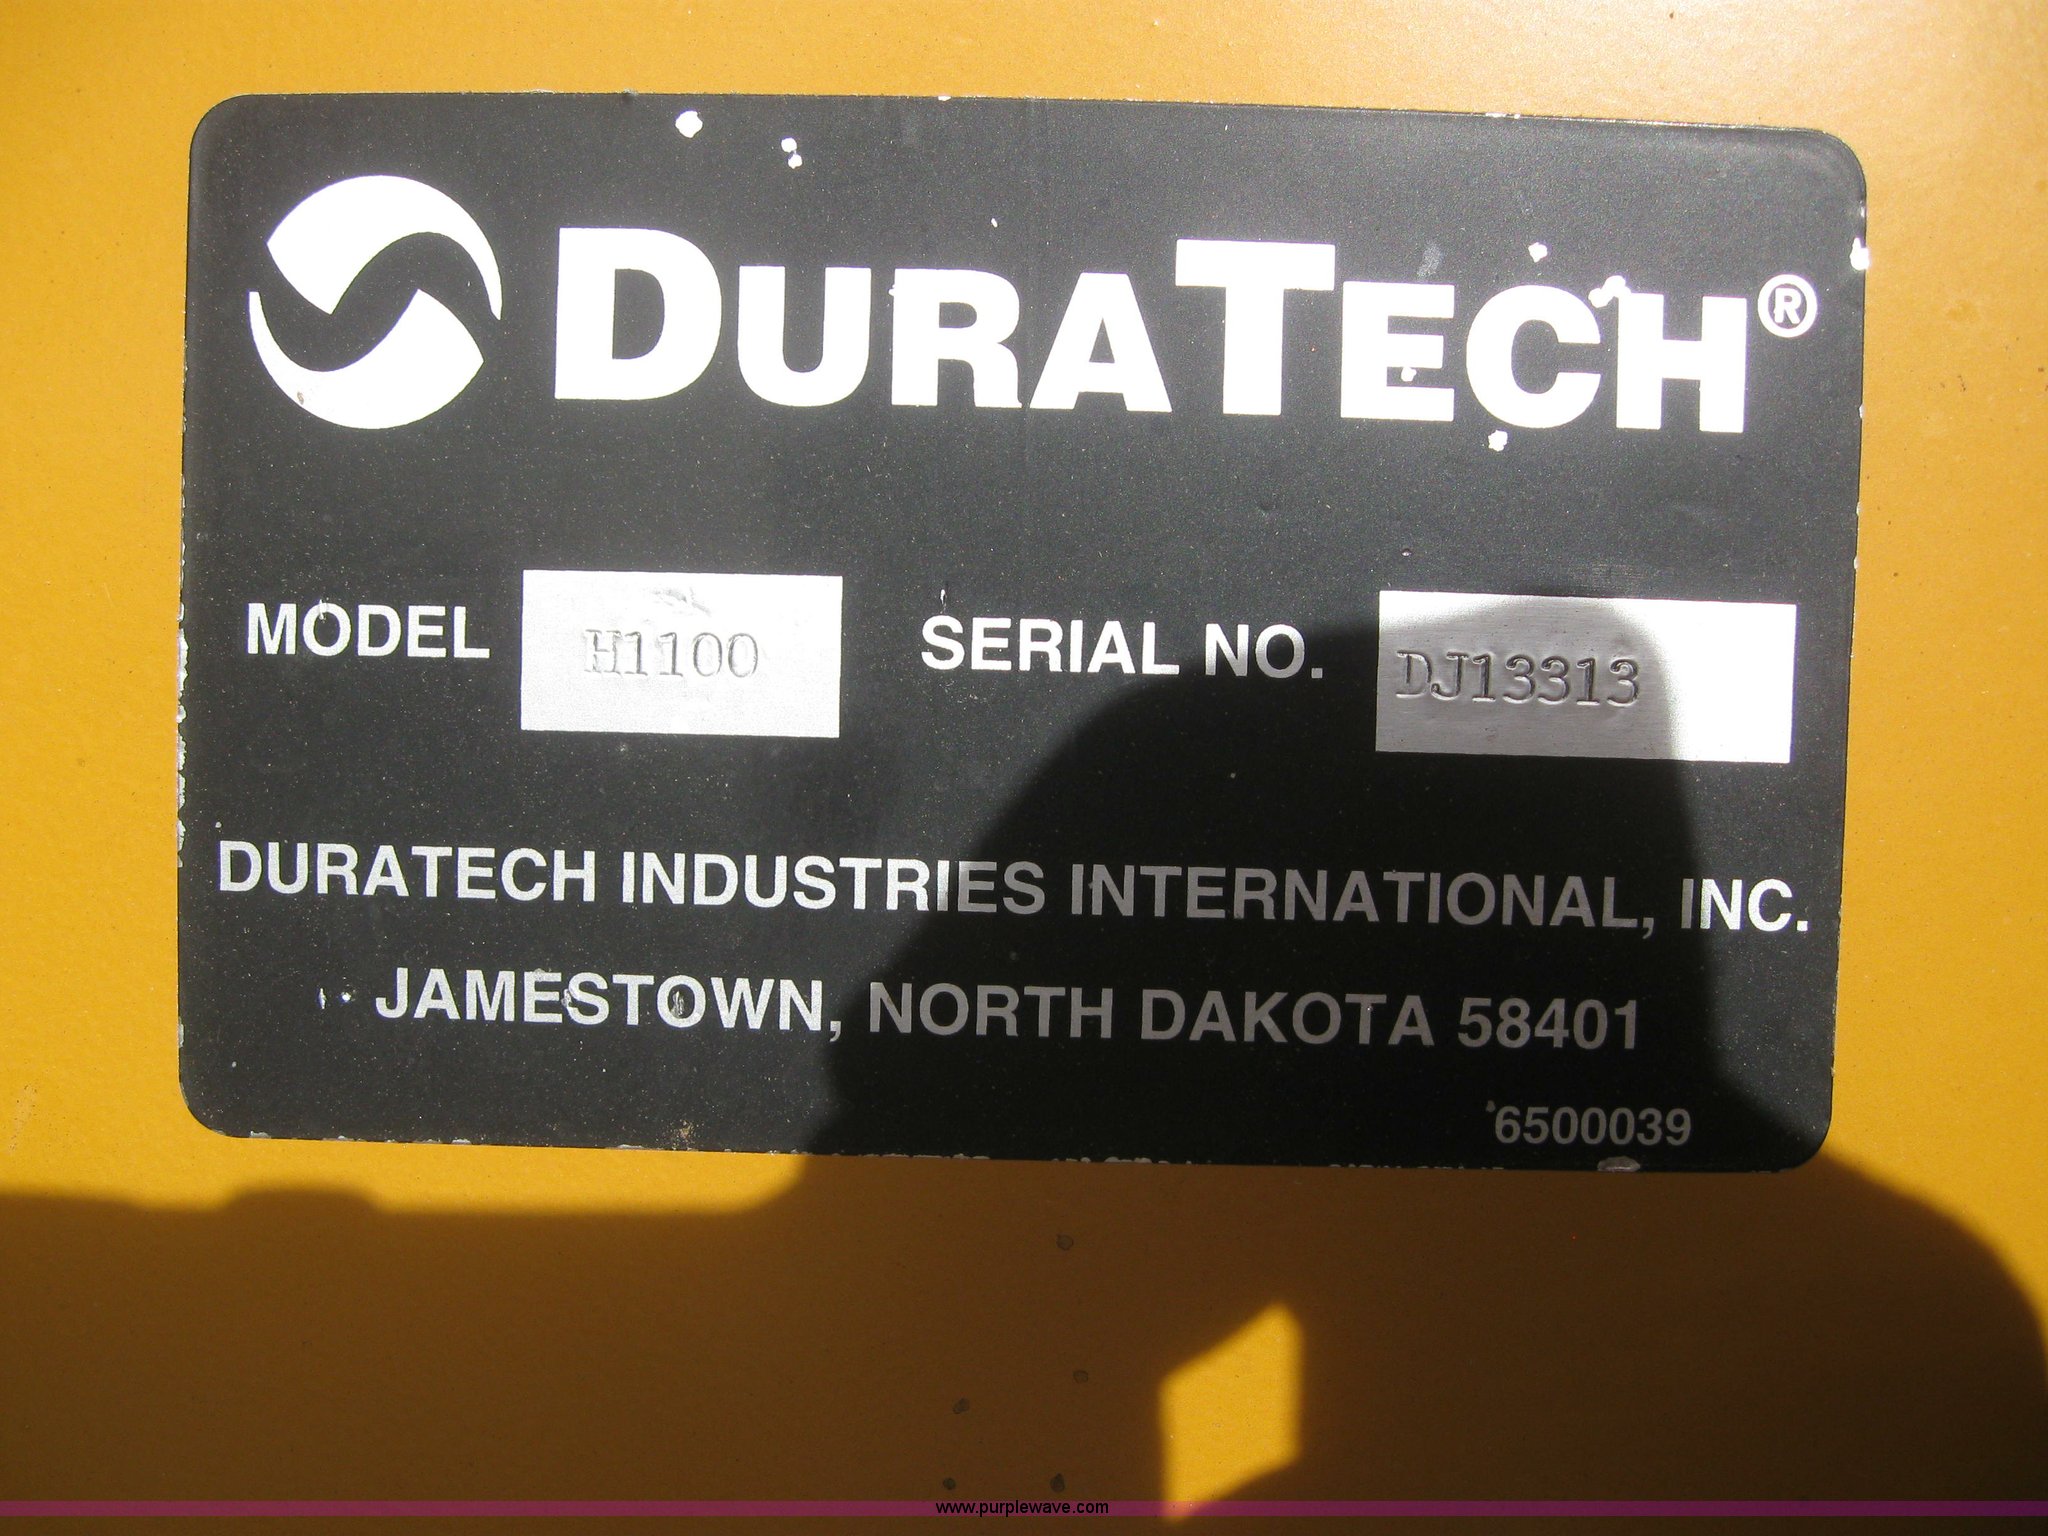 DURATECH®
MODEL H1100 SERIAL NO. DJ13313
DURATECH INDUSTRIES INTERNATIONAL, INC.
JAMESTOWN, NORTH DAKOTA 58401
6500039
www.purplewave.com